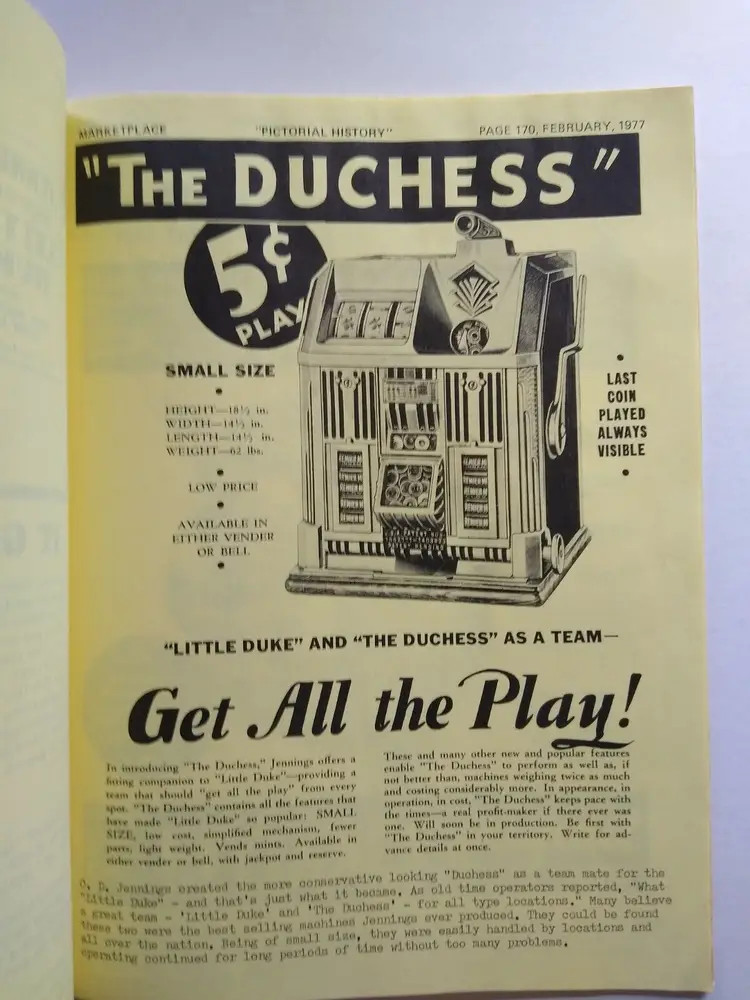 MARKETPLACE "PICTORIAL HISTORY" PAGE 170, FEBRUARY, 1977
"THE DUCHESS"
5¢
PLAY
SMALL SIZE
HEIGHT—18½ in.
WIDTH—14½ in.
LENGTH—14½ in.
WEIGHT—62 lbs.
LOW PRICE
AVAILABLE IN
EITHER VENDER
OR BELL
LAST
COIN
PLAYED
ALWAYS
VISIBLE
"LITTLE DUKE" AND "THE DUCHESS" AS A TEAM—
Get All the Play!
In introducing "The Duchess," Jennings offers a
fitting companion to "Little Duke"—providing a
team that should "get all the play" from every
spot. "The Duchess" contains all the features that
have made "Little Duke" so popular: SMALL
SIZE, low cost, simplified mechanism, fewer
parts, light weight. Vends mints. Available in
either vender or bell, with jackpot and reserve.
These and many other new and popular features
enable "The Duchess" to perform as well as, if
not better than, machines weighing twice as much
and costing considerably more. In appearance, in
operation, in cost, "The Duchess" keeps pace with
the times—a real profit-maker if there ever was
one. Will soon be in production. Be first with
"The Duchess" in your territory. Write for ad-
vance details at once.
O. D. Jennings created the more conservative looking "Duchess" as a team mate for the
"Little Duke" - and that's just what it became. As old time operators reported, "What
a great team - 'Little Duke' and 'The Duchess' - for all type locations." Many believe
these two were the best selling machines Jennings ever produced. They could be found
all over the nation. Being of small size, they were easily handled by locations and
operating continued for long periods of time without too many problems.